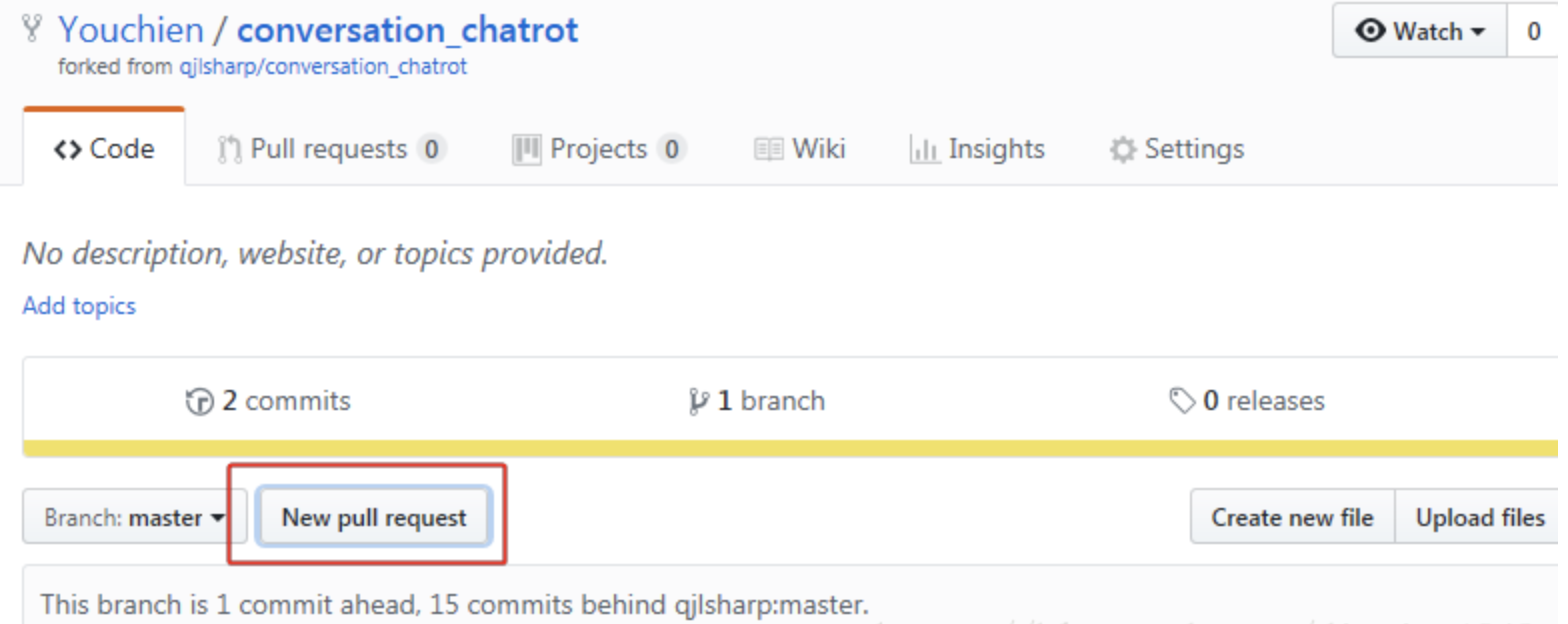 Youchien / conversation_chatrot
Watch 0
forked from qjlsharp/conversation_chatrot
Code Pull requests 0 Projects 0 Wiki Insights Settings
No description, website, or topics provided.
Add topics
2 commits 1 branch 0 releases
Branch: master New pull request Create new file Upload files
This branch is 1 commit ahead, 15 commits behind qjlsharp:master.